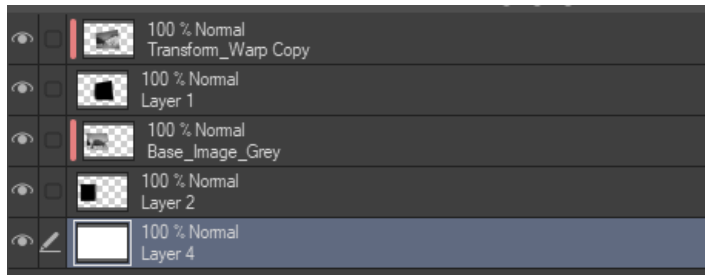 100 % Normal
Transform_Warp Copy
100 % Normal
Layer 1
100 % Normal
Base_Image_Grey
100 % Normal
Layer 2
100 % Normal
Layer 4